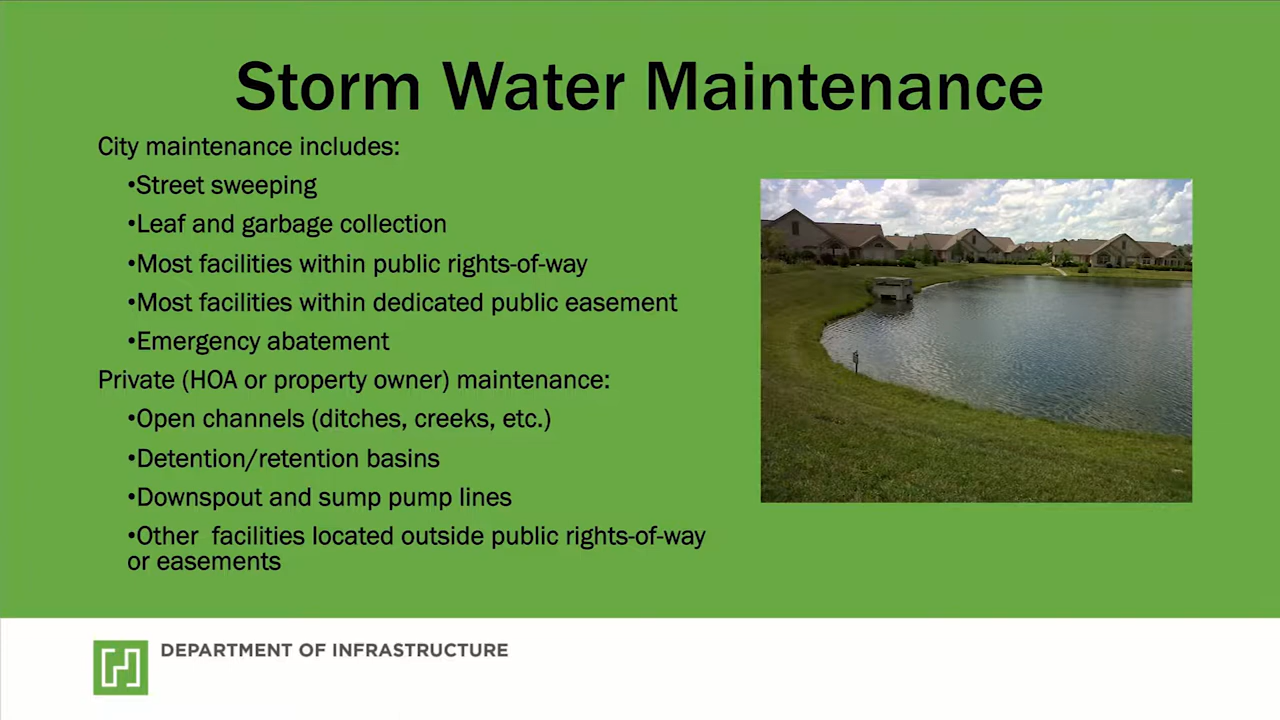 Storm Water Maintenance
City maintenance includes:
•Street sweeping
•Leaf and garbage collection
•Most facilities within public rights-of-way
•Most facilities within dedicated public easement
•Emergency abatement
Private (HOA or property owner) maintenance:
•Open channels (ditches, creeks, etc.)
•Detention/retention basins
•Downspout and sump pump lines
•Other  facilities located outside public rights-of-way
or easements
DEPARTMENT OF INFRASTRUCTURE